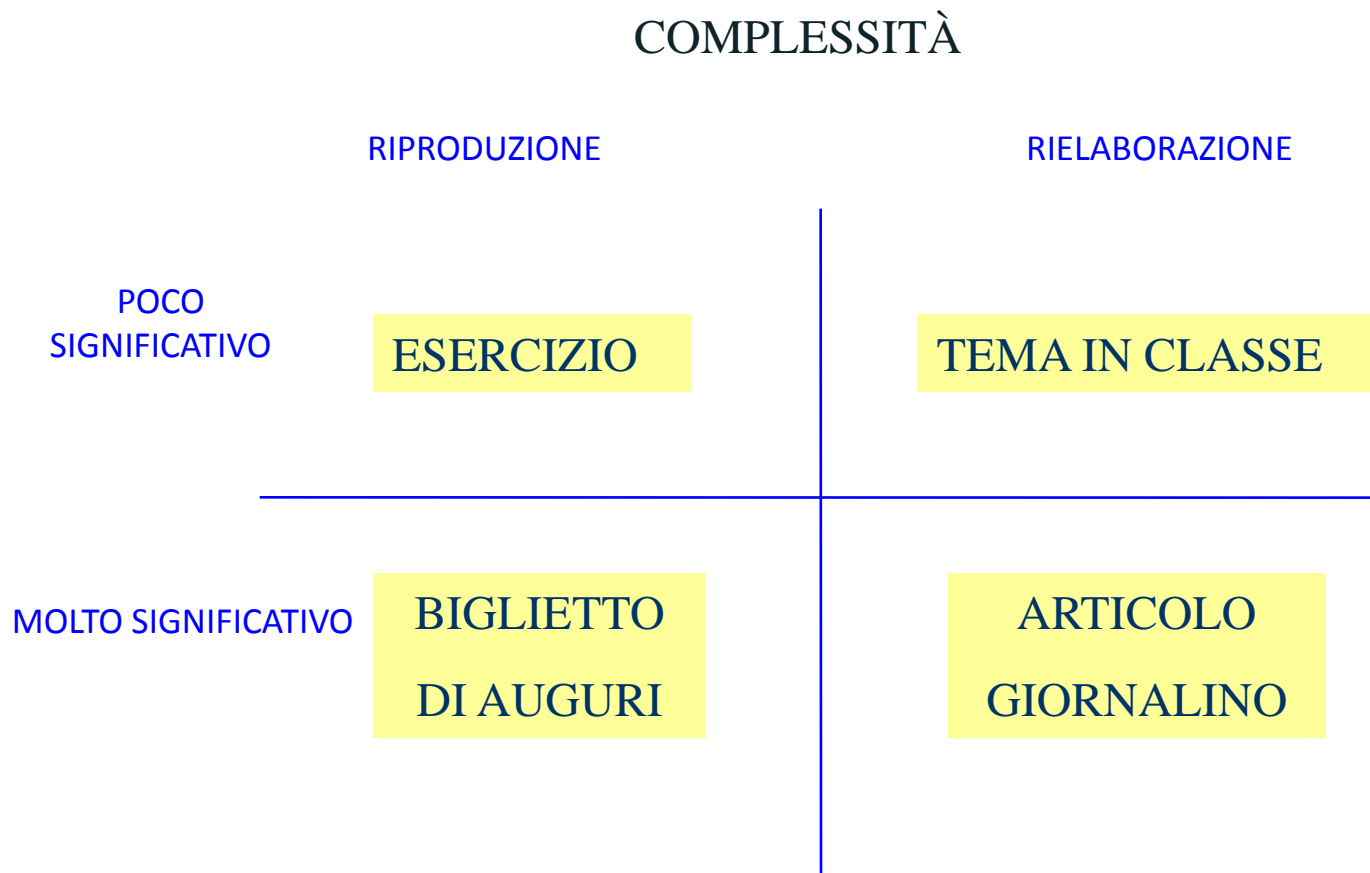 COMPLESSITÀ
RIPRODUZIONE
RIELABORAZIONE
POCO
SIGNIFICATIVO
ESERCIZIO
TEMA IN CLASSE
MOLTO SIGNIFICATIVO
BIGLIETTO
DI AUGURI
ARTICOLO
GIORNALINO